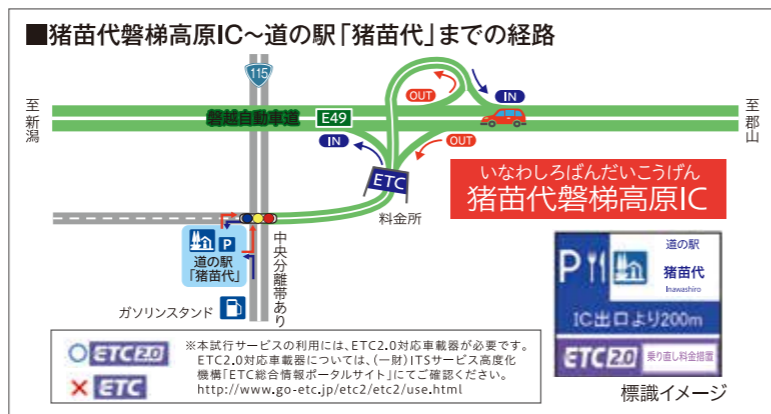 ■猪苗代磐梯高原IC～道の駅「猪苗代」までの経路
115
至新潟
磐越自動車道
E49
OUT
IN
至郡山
IN
OUT
ETC
料金所
いなわしろばんだいこうげん
猪苗代磐梯高原IC
P
道の駅
「猪苗代」
中央分離帯あり
ガソリンスタンド
P
道の駅
猪苗代
Inawashiro
IC出口より200m
ETC2.0 乗り直し料金措置
標識イメージ
○ ETC2.0
× ETC
※本試行サービスの利用には、ETC2.0対応車載器が必要です。
ETC2.0対応車載器については、(一財)ITSサービス高度化
機構「ETC総合情報ポータルサイト」にてご確認ください。
http://www.go-etc.jp/etc2/etc2/use.html